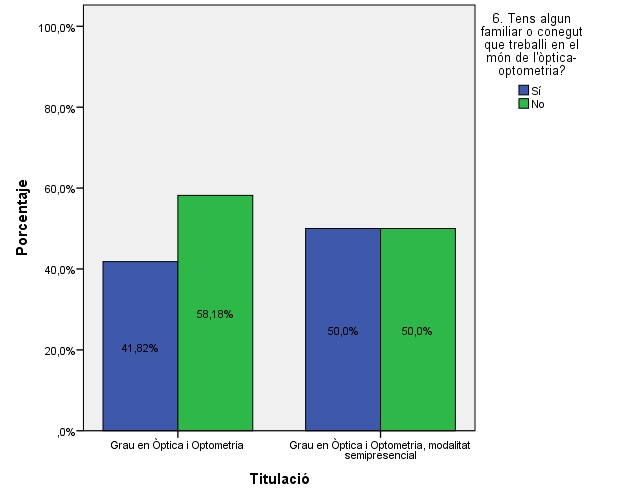 6. Tens algun
familiar o conegut
que treballi en el
món de l'òptica-
optometria?
Sí
No
100,0%
80,0%
60,0%
40,0%
20,0%
,0%
Porcentaje
41,82%
58,18%
50,0%
50,0%
Grau en Òptica i Optometria
Grau en Òptica i Optometria, modalitat
semipresencial
Titulació